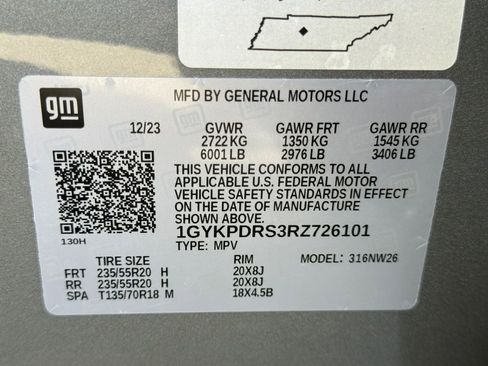 gm
MFD BY GENERAL MOTORS LLC
12/23 GVWR GAWR FRT GAWR RR
2722 KG 1350 KG 1545 KG
6001 LB 2976 LB 3406 LB
THIS VEHICLE CONFORMS TO ALL
APPLICABLE U.S. FEDERAL MOTOR
VEHICLE SAFETY STANDARDS IN EFFECT
ON THE DATE OF MANUFACTURE
SHOWN ABOVE.
130H
1GYKPDRS3RZ726101
TYPE: MPV
TIRE SIZE RIM MODEL: 316NW26
FRT 235/55R20 H 20X8J
RR 235/55R20 H 20X8J
SPA T135/70R18 M 18X4.5B